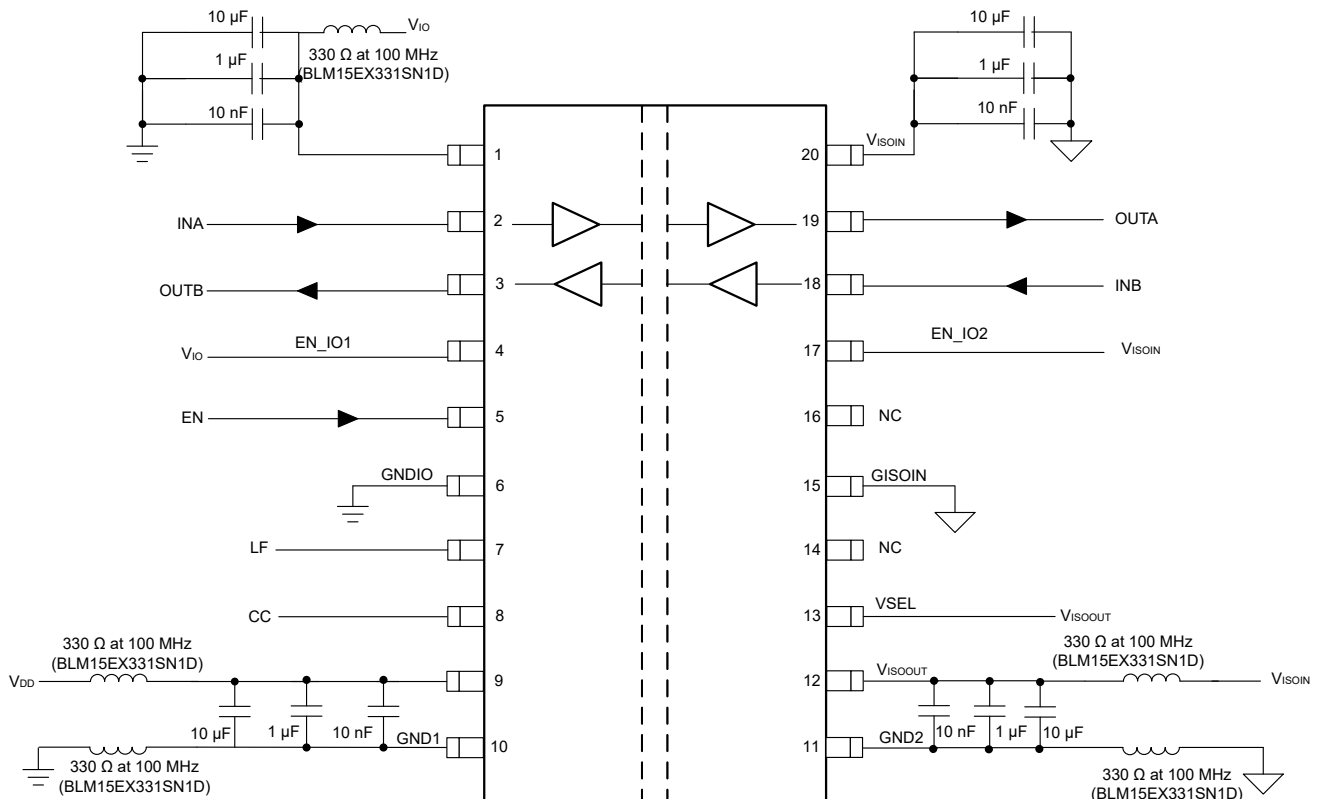 10 µF
VIO
330 Ω at 100 MHz
(BLM15EX331SN1D)
1 µF
10 nF
10 µF
1 µF
10 nF
VISOIN
1
20
INA
2
19
OUTA
OUTB
3
18
INB
VIO
EN_IO1
4
17
EN_IO2
VISOIN
EN
5
16
NC
GNDIO
6
15
GISOIN
LF
7
14
NC
CC
8
13
VSEL
VISOOUT
330 Ω at 100 MHz
(BLM15EX331SN1D)
VDD
9
12
VISOOUT
330 Ω at 100 MHz
(BLM15EX331SN1D)
VISOIN
10 µF
1 µF
10 nF
10 nF
1 µF
10 µF
GND1
10
11
GND2
330 Ω at 100 MHz
(BLM15EX331SN1D)
330 Ω at 100 MHz
(BLM15EX331SN1D)